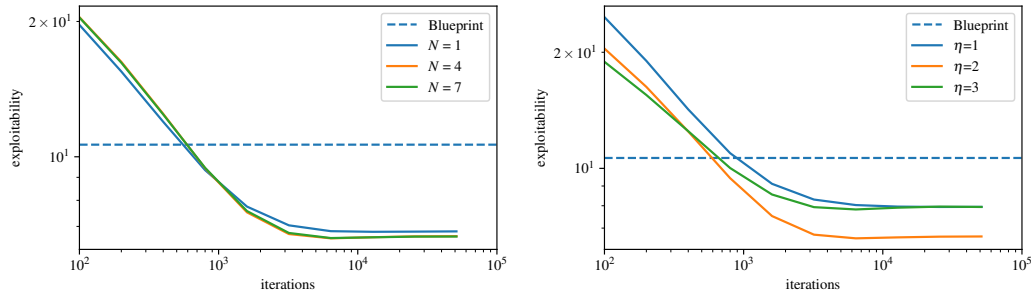 2 × 10¹
10¹
exploitability
10² 10³ 10⁴ 10⁵
iterations
Blueprint
N = 1
N = 4
N = 7
2 × 10¹
10¹
exploitability
10² 10³ 10⁴ 10⁵
iterations
Blueprint
η=1
η=2
η=3